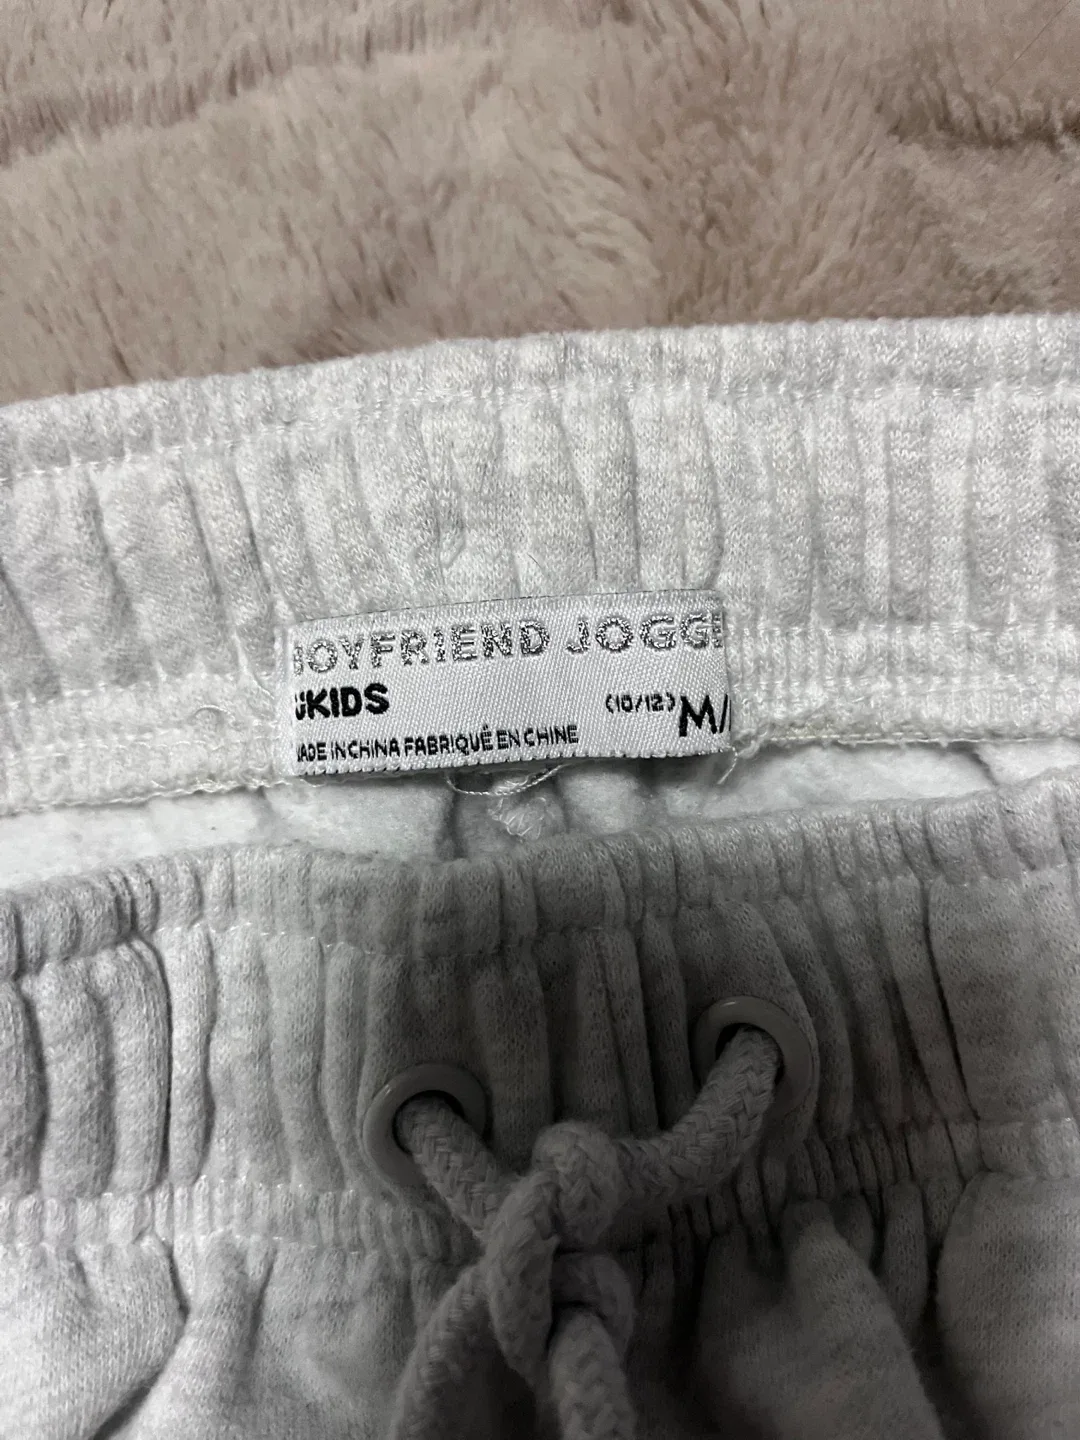 BOYFRIEND JOGGE
KIDS (10/12) M/
MADE IN CHINA FABRIQUÉ EN CHINE